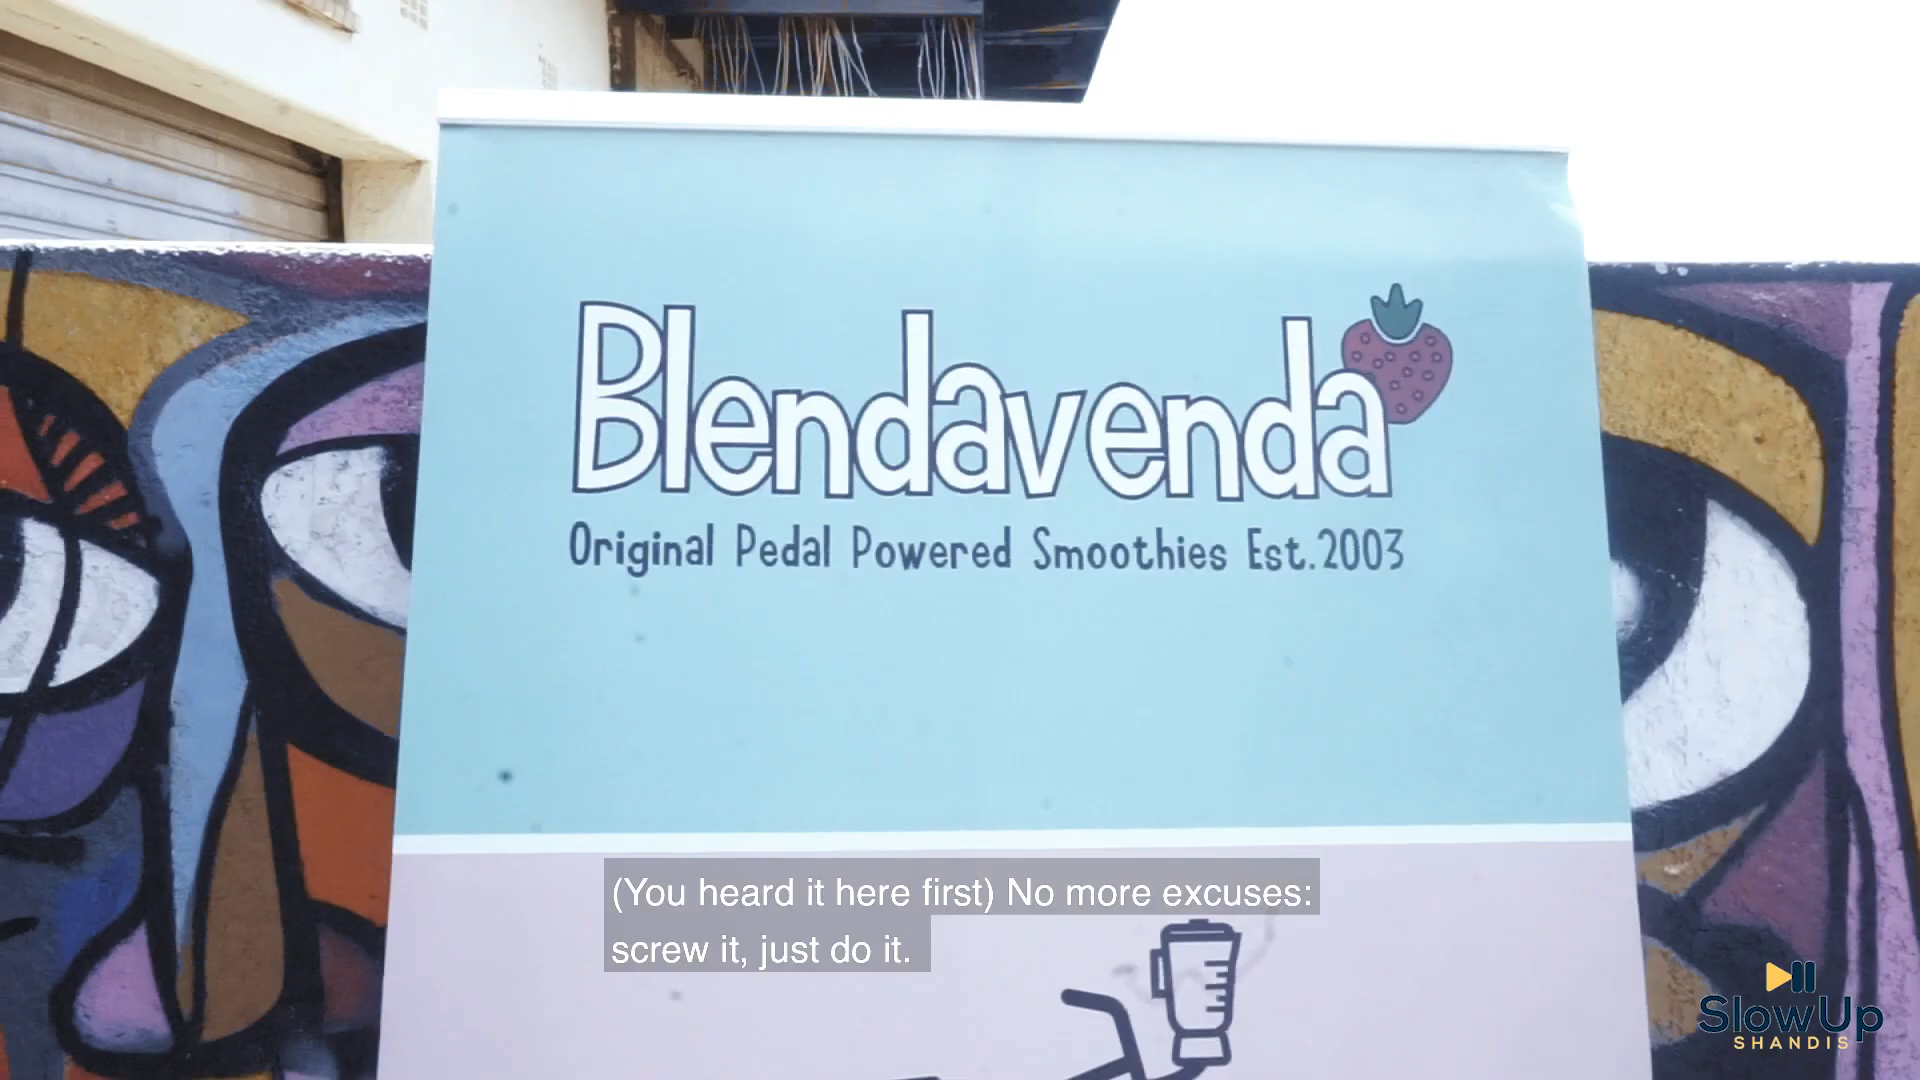 Blendavenda
Original Pedal Powered Smoothies Est.2003
(You heard it here first) No more excuses:
screw it, just do it.
SlowUp
SHANDIS